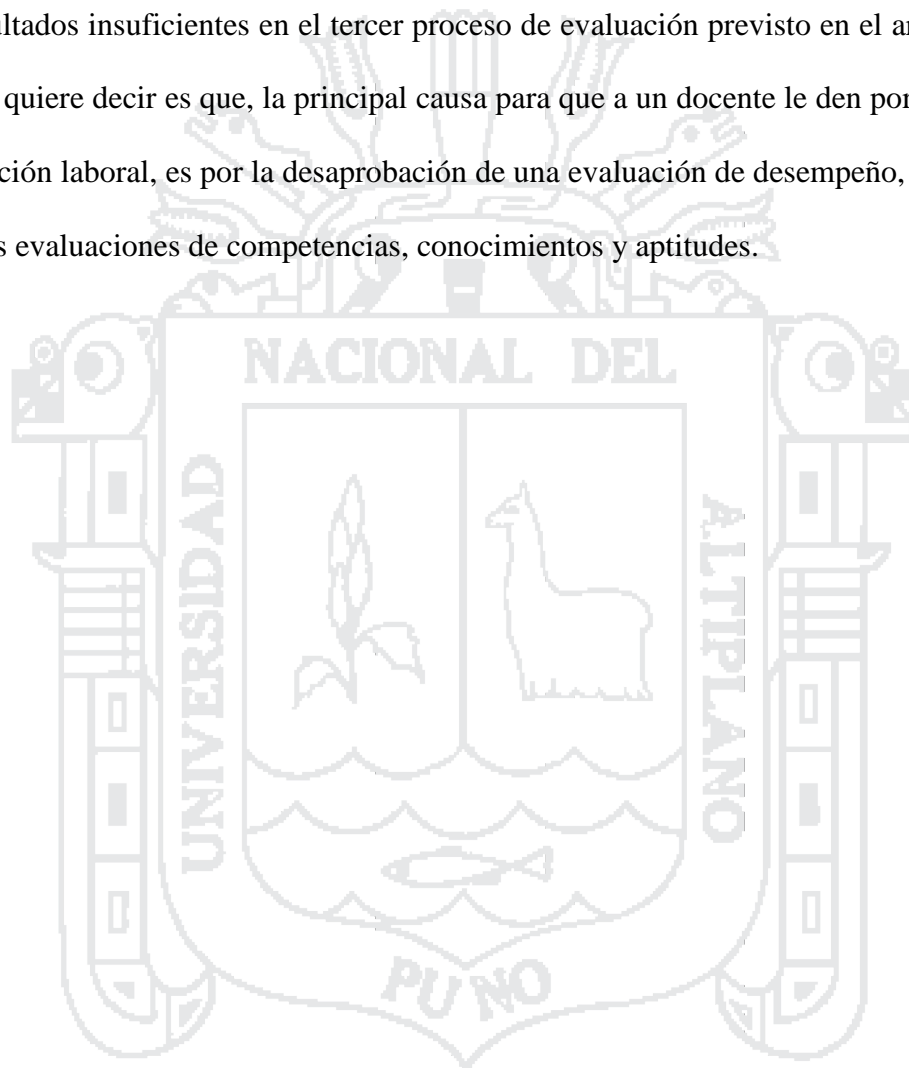 ultados insuficientes en el tercer proceso de evaluación previsto en el ar
quiere decir es que, la principal causa para que a un docente le den por
ción laboral, es por la desaprobación de una evaluación de desempeño,
s evaluaciones de competencias, conocimientos y aptitudes.
NACIONAL DEL
UNIVERSIDAD
ALTIPLANO
PUNO